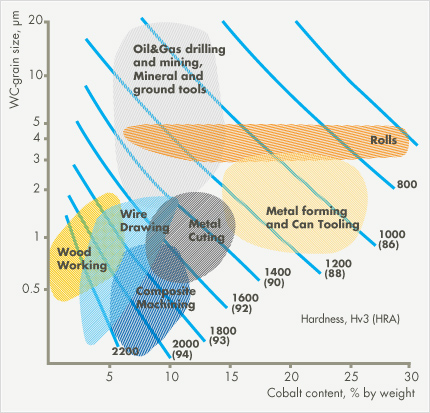 WC-grain size, µm
20
10
5
4
3
2
1
0.5
Oil&Gas drilling
and mining,
Mineral and
ground tools
Rolls
Metal forming
and Can Tooling
Wire
Drawing
Metal
Cuting
Wood
Working
Composite
Machining
800
1000
(86)
1200
(88)
1400
(90)
1600
(92)
1800
(93)
2000
(94)
2200
Hardness, Hv3 (HRA)
5
10
15
20
25
30
Cobalt content, % by weight